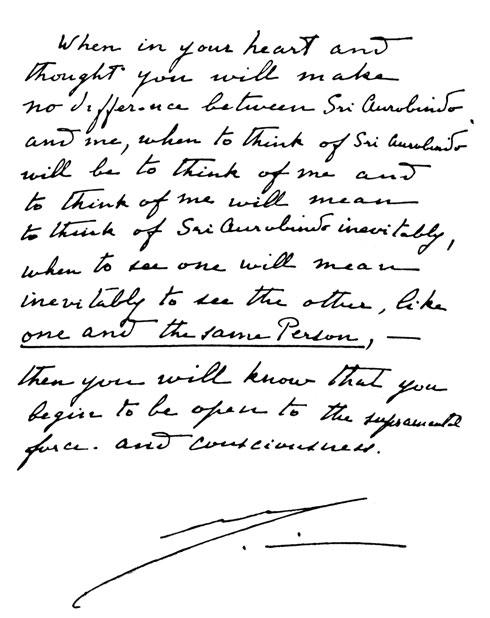 When in your heart and
thought you will make
no difference between Sri Aurobindo
and me, when to think of Sri Aurobindo
will be to think of me and
to think of me will mean
to think of Sri Aurobindo inevitably,
when to see one will mean
inevitably to see the other, like
one and the same Person, —
then you will know that you
begin to be open to the supramental
force. and consciousness.